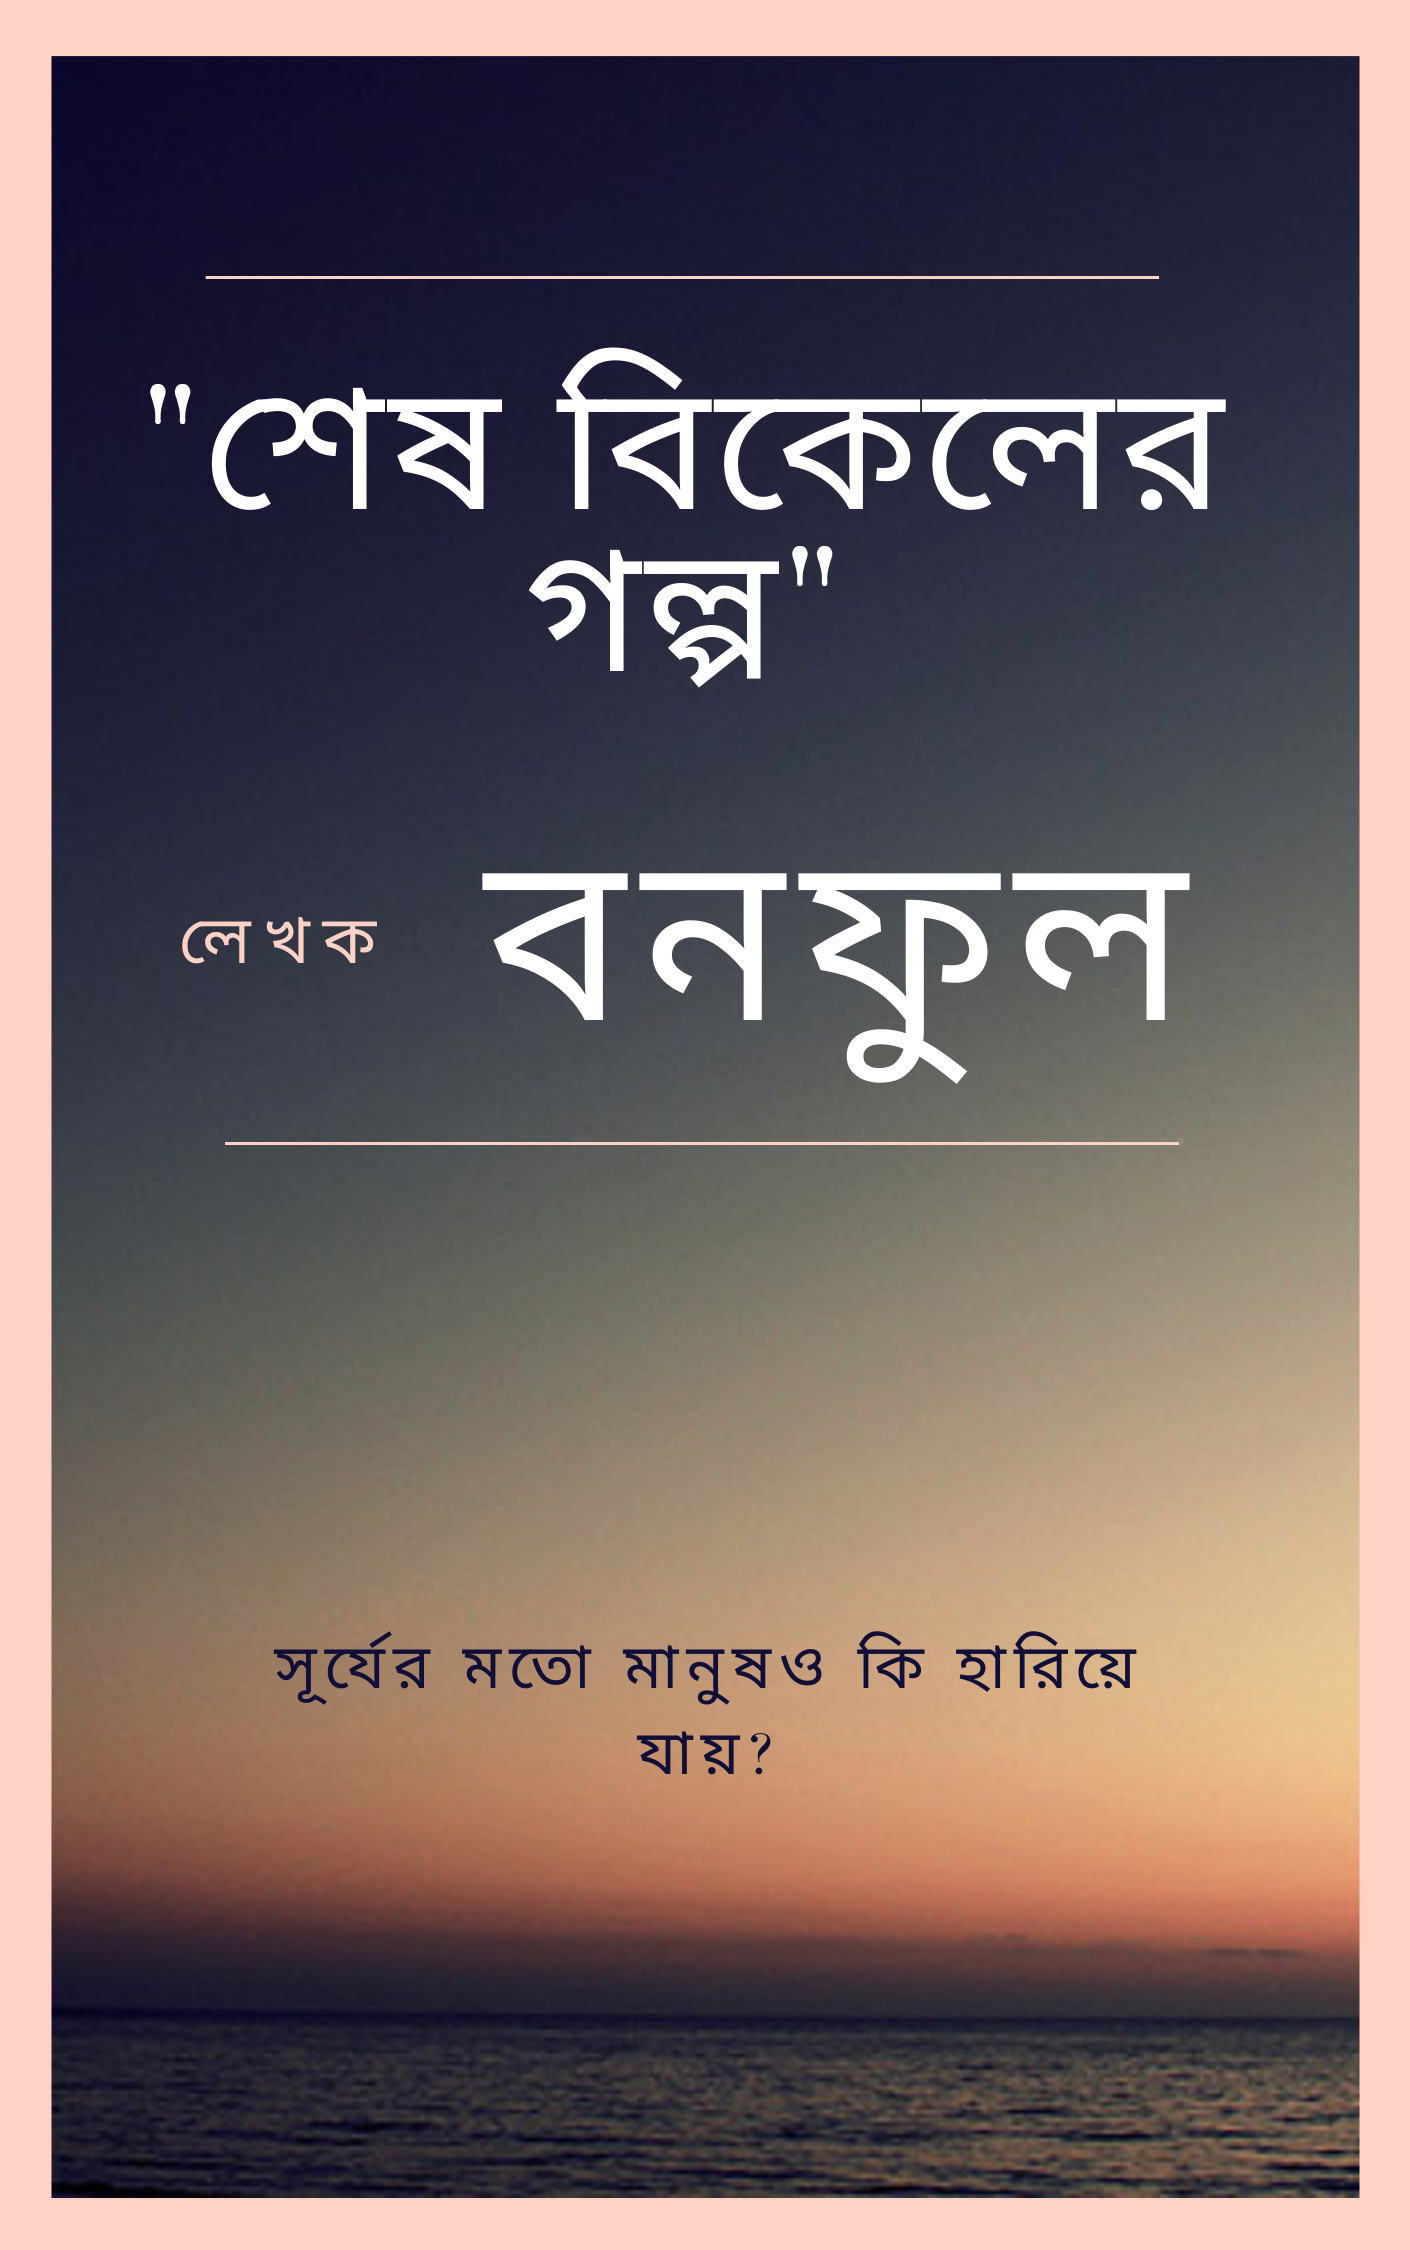 "শেষ বিকেলের
গল্প"
লেখক বনফুল
সূর্যের মতো মানুষও কি হারিয়ে
যায়?